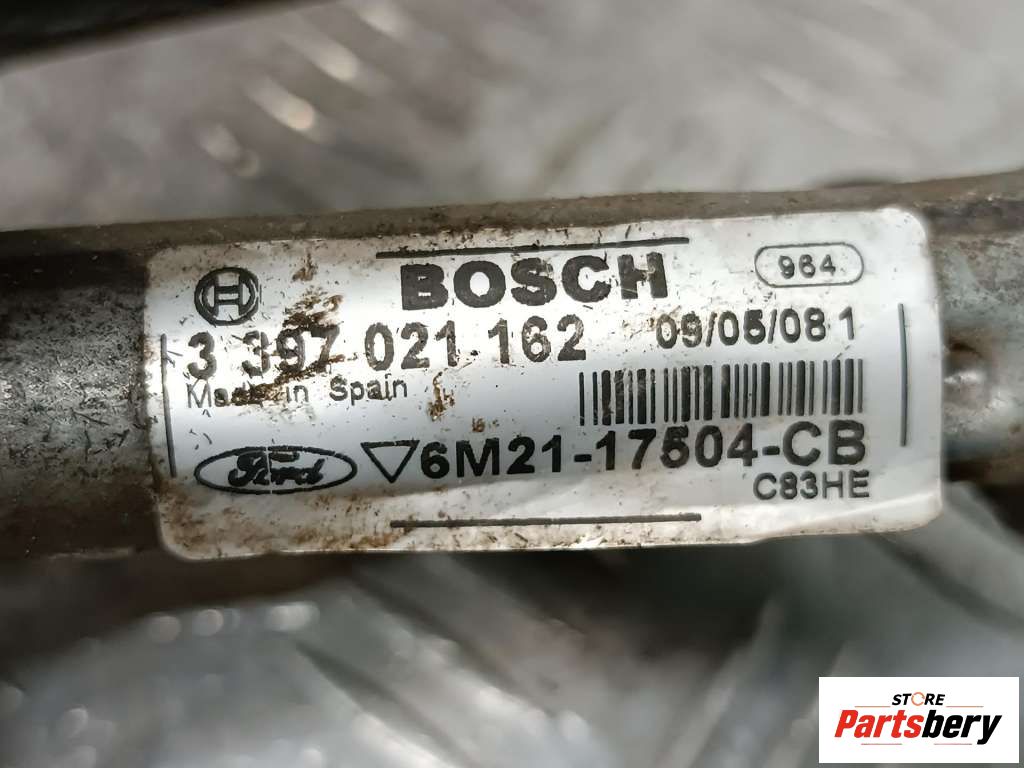 BOSCH 964
3 397 021 162 09/05/08 1
Made in Spain
Ford 6M21-17504-CB
C83HE
STORE
Partsbery